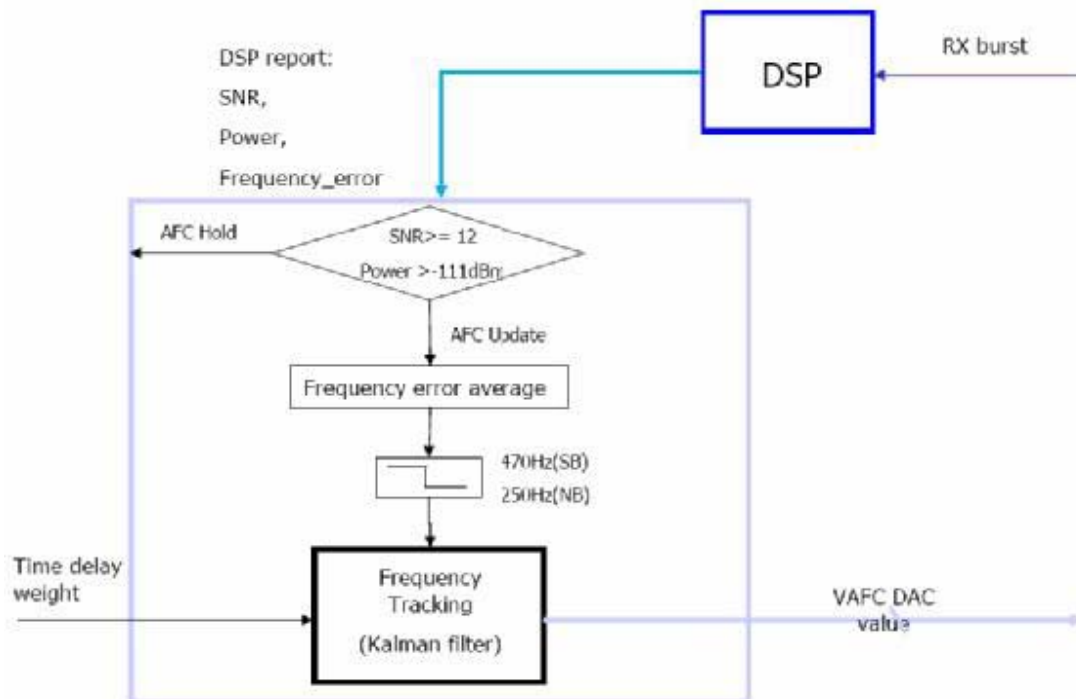 RX burst
DSP
DSP report:
SNR,
Power,
Frequency_error
AFC Hold
SNR>= 12
Power >-111dBm
AFC Update
Frequency error average
470Hz(SB)
250Hz(NB)
Time delay
weight
Frequency
Tracking
(Kalman filter)
VAFC DAC
value